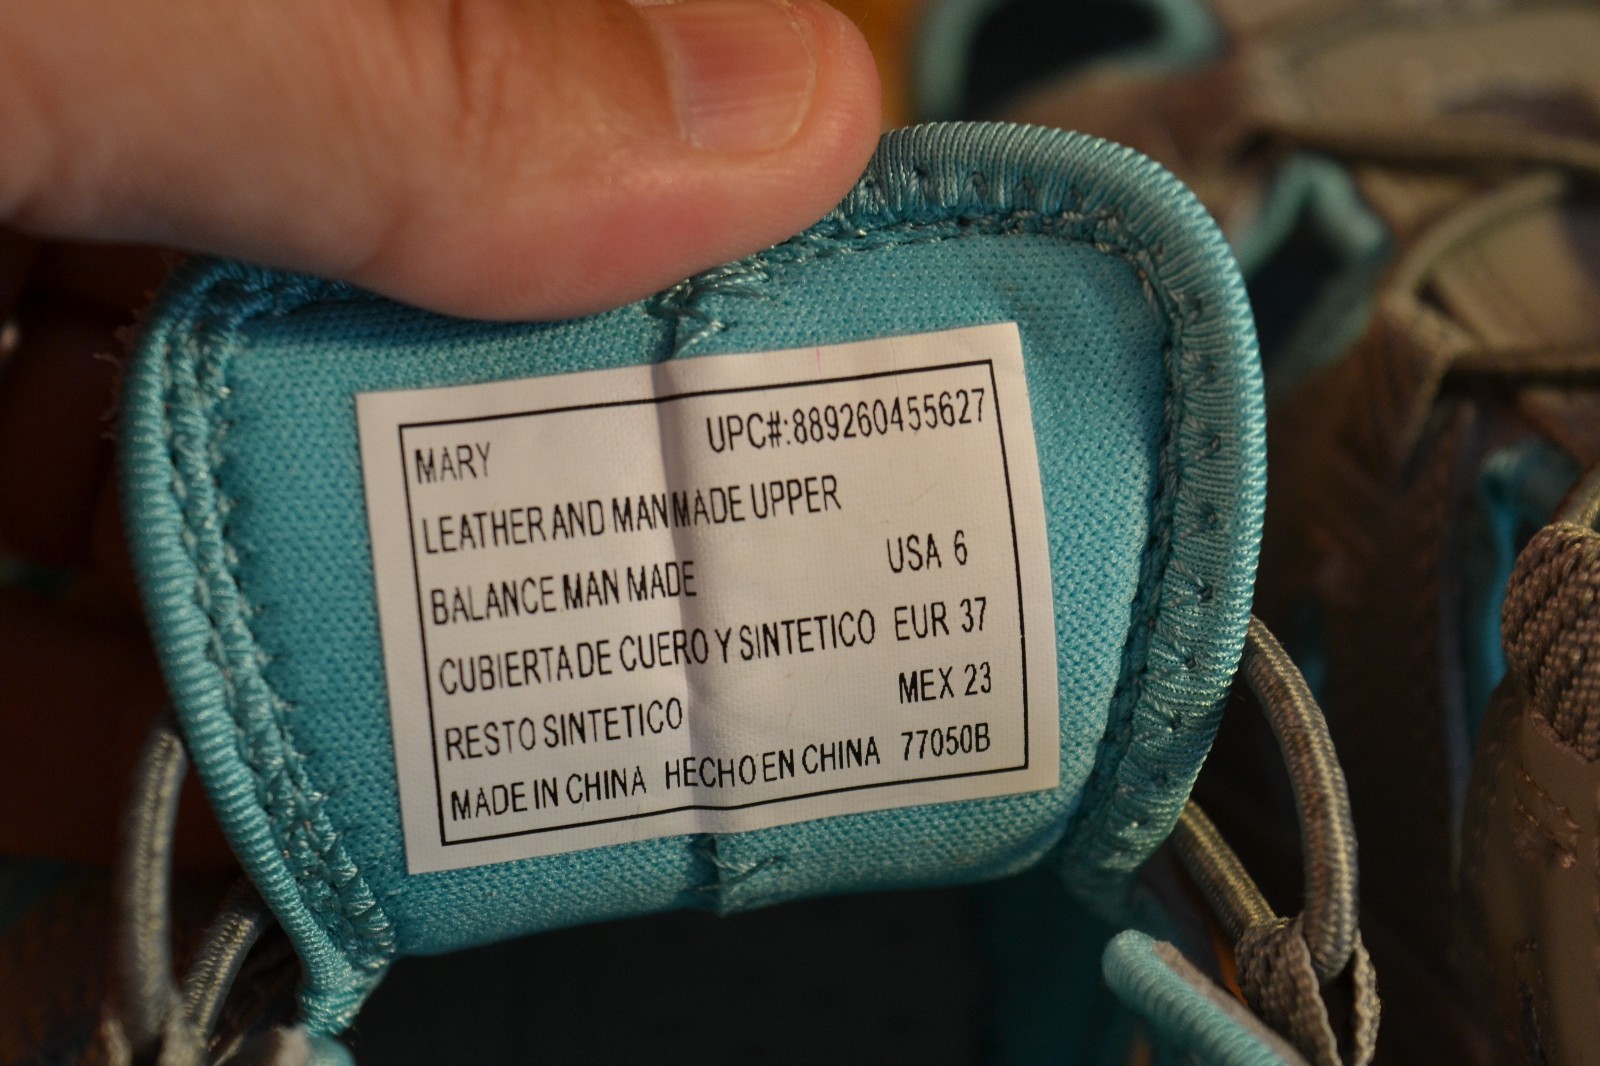 MARY UPC#:889260455627
LEATHER AND MAN MADE UPPER
BALANCE MAN MADE USA 6
CUBIERTA DE CUERO Y SINTETICO EUR 37
RESTO SINTETICO MEX 23
MADE IN CHINA HECHO EN CHINA 77050B